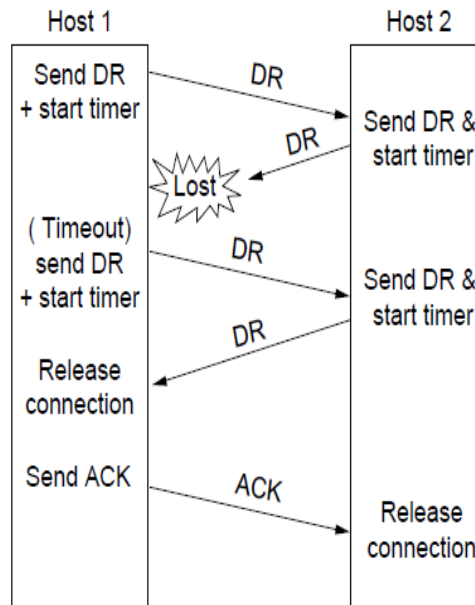 Host 1
Host 2
Send DR
+ start timer
DR
Send DR &
start timer
DR
Lost
( Timeout)
send DR
+ start timer
DR
Send DR &
start timer
DR
Release
connection
Send ACK
ACK
Release
connection